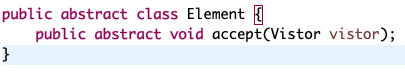 public abstract class Element {
    public abstract void accept(Vistor vistor);
}